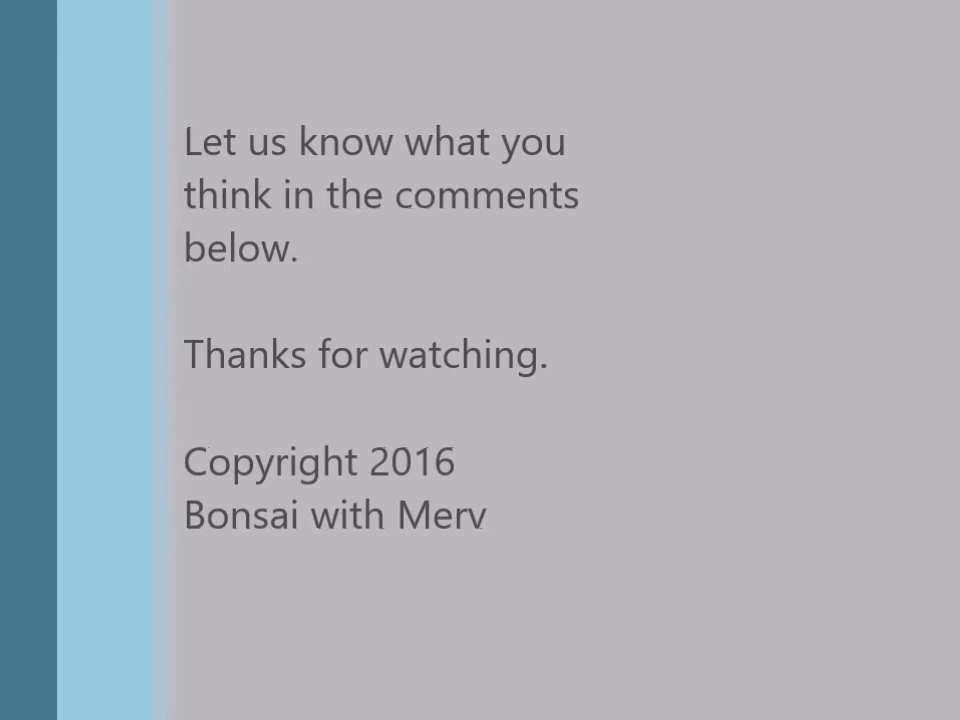 Let us know what you
think in the comments
below.
Thanks for watching.
Copyright 2016
Bonsai with Merv